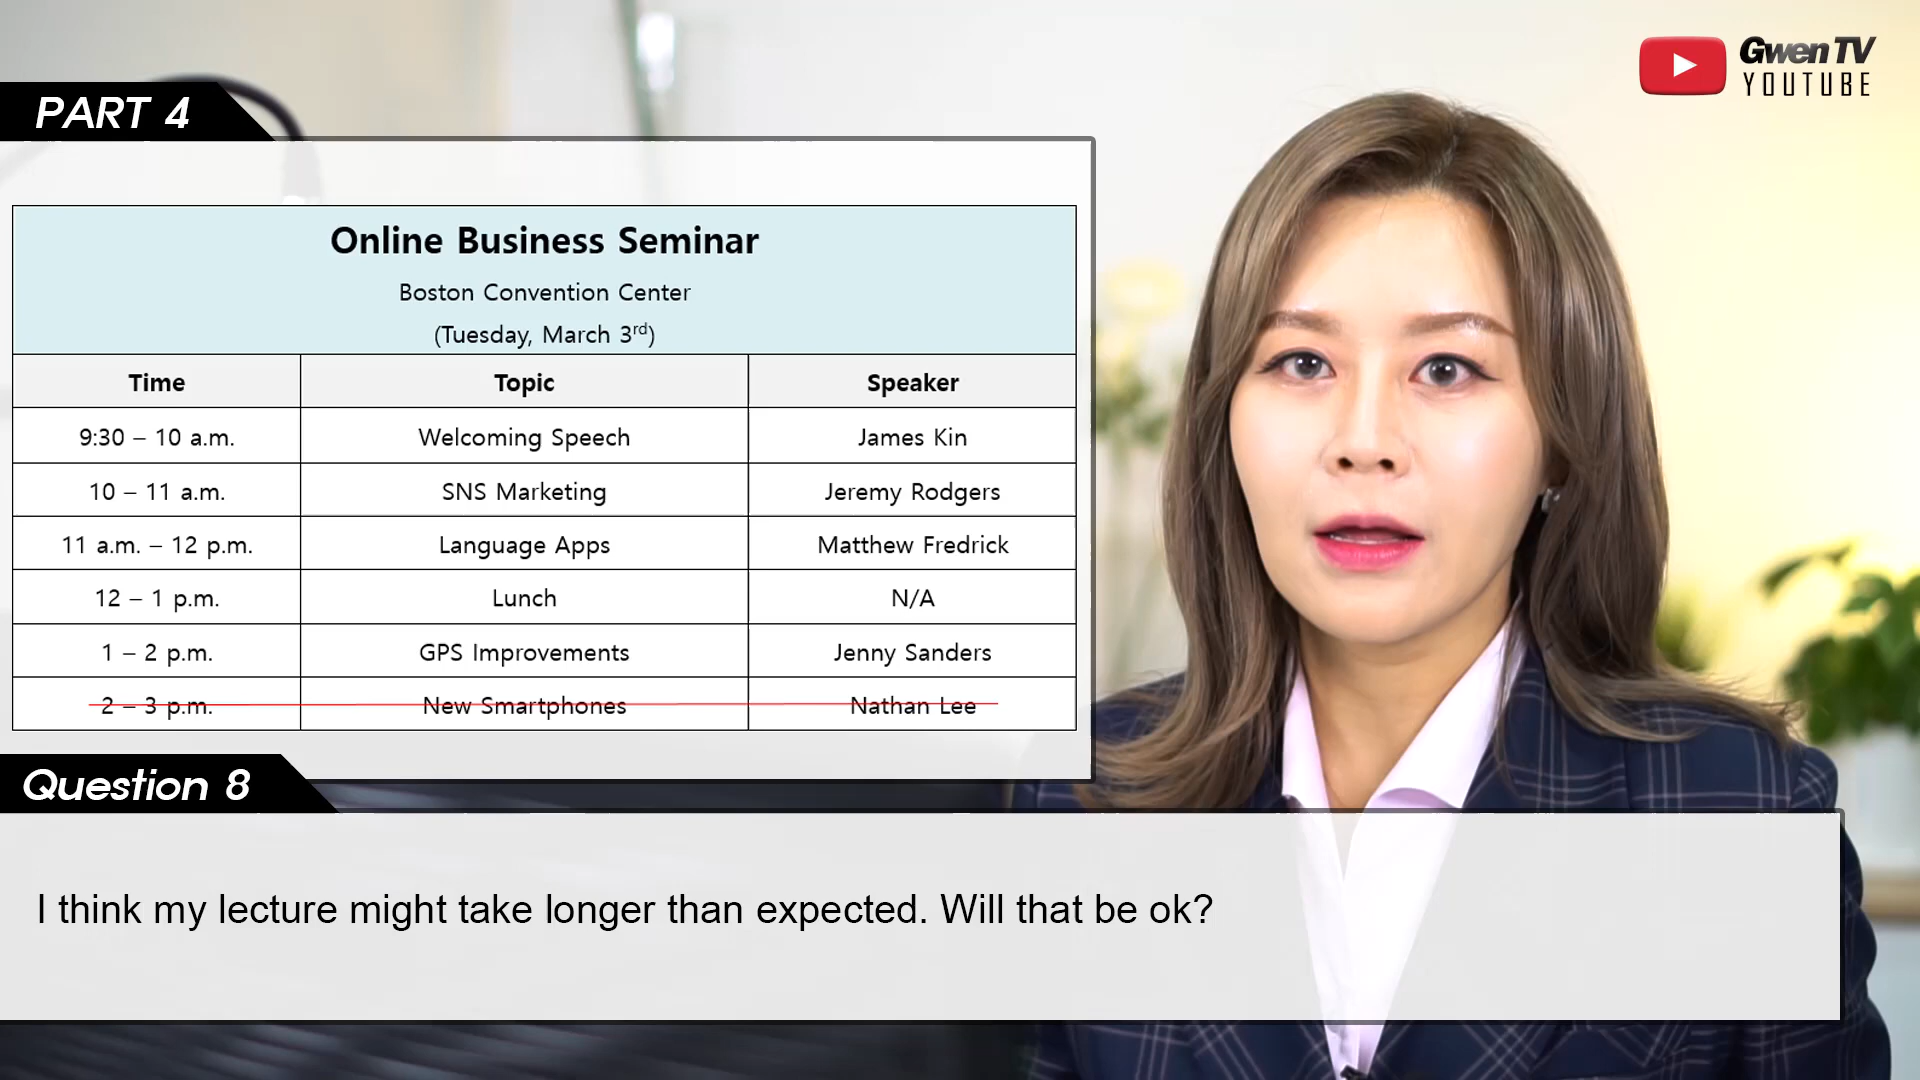 Gwen TV
YOUTUBE
PART 4
Online Business Seminar
Boston Convention Center
(Tuesday, March 3rd)
Time Topic Speaker
9:30 – 10 a.m. Welcoming Speech James Kin
10 – 11 a.m. SNS Marketing Jeremy Rodgers
11 a.m. – 12 p.m. Language Apps Matthew Fredrick
12 – 1 p.m. Lunch N/A
1 – 2 p.m. GPS Improvements Jenny Sanders
2 – 3 p.m. New Smartphones Nathan Lee
Question 8
I think my lecture might take longer than expected. Will that be ok?